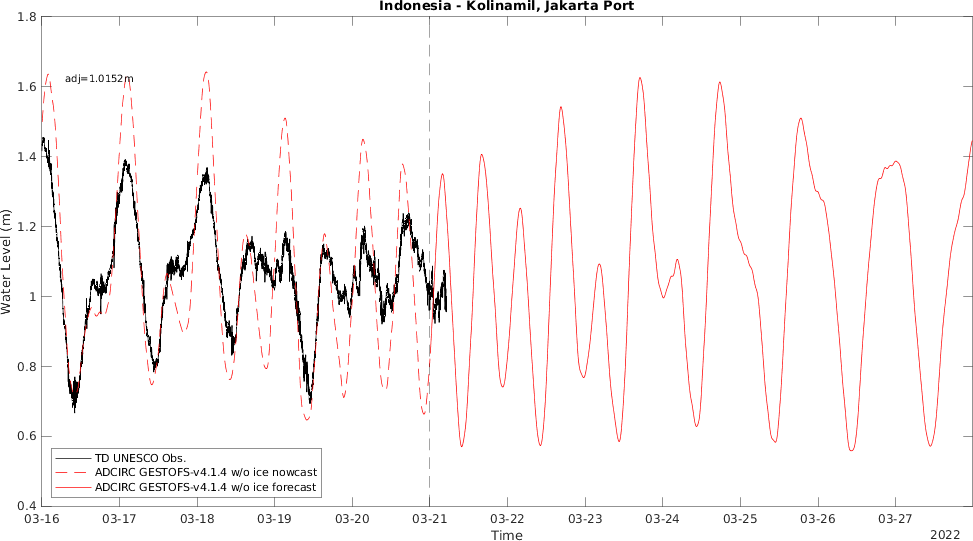 Indonesia - Kolinamil, Jakarta Port
1.8
adj=1.0152m
1.6
1.4
1.2
1
0.8
0.6
0.4
Water Level (m)
TD UNESCO Obs.
ADCIRC GESTOFS-v4.1.4 w/o ice nowcast
ADCIRC GESTOFS-v4.1.4 w/o ice forecast
03-16 03-17 03-18 03-19 03-20 03-21 03-22 03-23 03-24 03-25 03-26 03-27
Time
2022